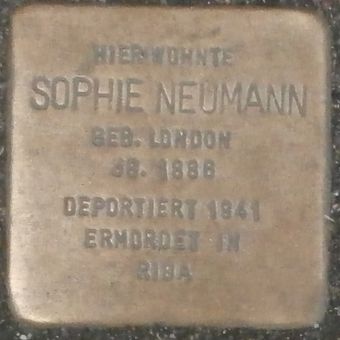 HIER WOHNTE
SOPHIE NEUMANN
GEB. LONDON
JG. 1886
DEPORTIERT 1941
ERMORDET IN
RIGA